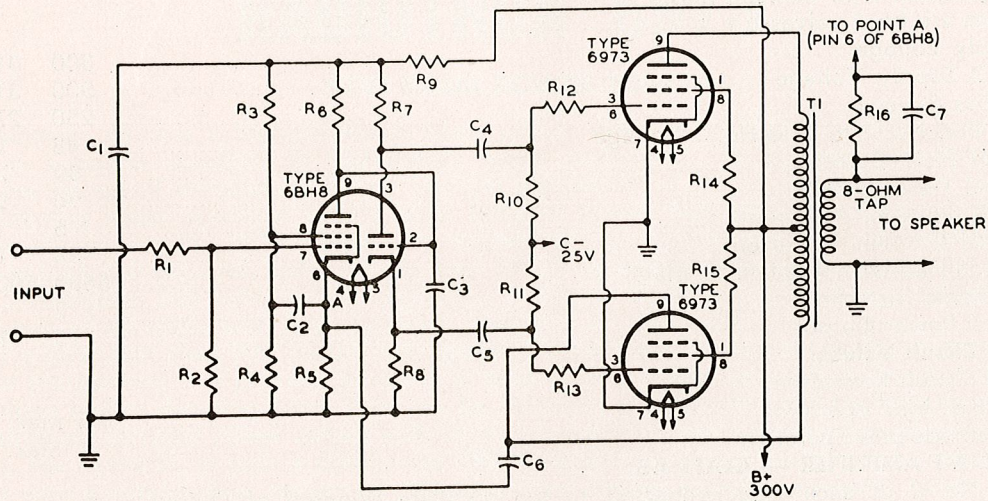 TO POINT A
(PIN 6 OF 6BH8)
TYPE
6973
9
1
8
3
6
7
4
5
R9
R12
R16
C7
T1
R3
R6
R7
C1
C4
R14
TYPE
6BH8
9
3
8
7
2
6
4
5
1
R10
8-OHM
TAP
TO SPEAKER
R1
C-
25V
INPUT
A
C2
C3
R11
R15
TYPE
6973
9
1
8
3
6
7
4
5
C5
R2
R4
R5
R8
R13
C6
B+
300V